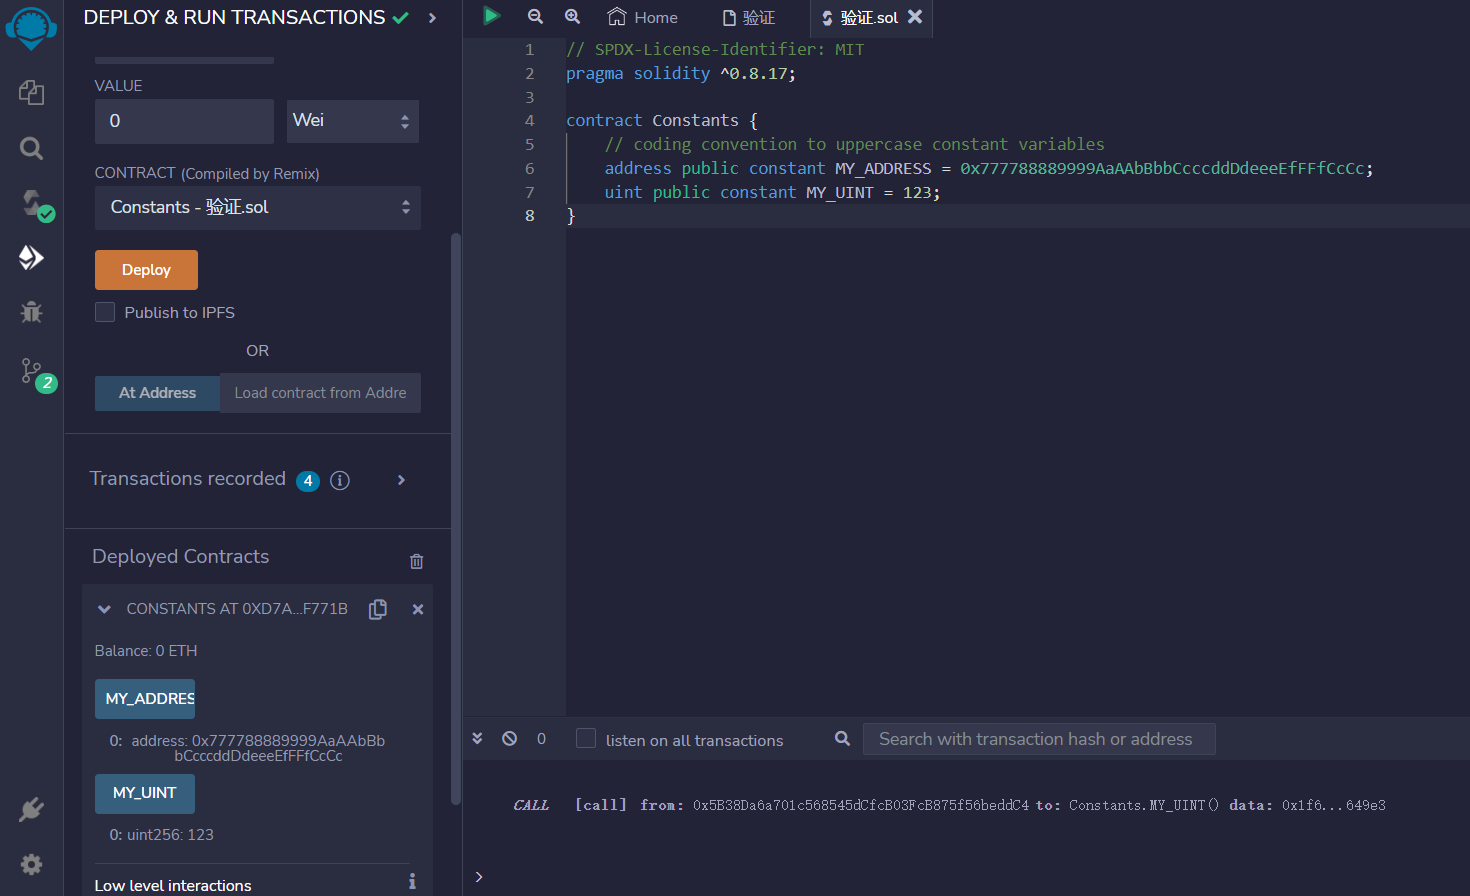 DEPLOY & RUN TRANSACTIONS
VALUE
0
Wei
CONTRACT (Compiled by Remix)
Constants - 验证.sol
Deploy
Publish to IPFS
OR
At Address
Load contract from Addre
Transactions recorded 4
Deployed Contracts
CONSTANTS AT 0XD7A...F771B
Balance: 0 ETH
MY_ADDRES
0: address: 0x777788889999AaAAbBb
bCcccddDdeeeEfFFfCcCc
MY_UINT
0: uint256: 123
Low level interactions
2
Home
验证
验证.sol
1 // SPDX-License-Identifier: MIT
2 pragma solidity ^0.8.17;
3
4 contract Constants {
5 // coding convention to uppercase constant variables
6 address public constant MY_ADDRESS = 0x777788889999AaAAbBbbCcccddDdeeeEfFFfCcCc;
7 uint public constant MY_UINT = 123;
8 }
0
listen on all transactions
Search with transaction hash or address
CALL [call] from: 0x5B38Da6a701c568545dCfcB03FcB875f56beddC4 to: Constants.MY_UINT() data: 0x1f6...649e3
>